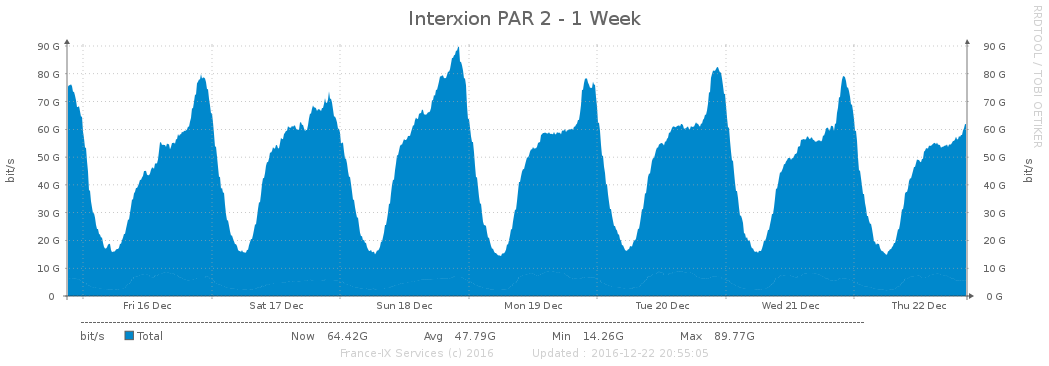 Interxion PAR 2 - 1 Week
RRDTOOL / TOBI OETIKER
90 G 90 G
80 G 80 G
70 G 70 G
60 G 60 G
50 G 50 G
40 G 40 G
30 G 30 G
20 G 20 G
10 G 10 G
0 0 G
bit/s bit/s
Fri 16 Dec Sat 17 Dec Sun 18 Dec Mon 19 Dec Tue 20 Dec Wed 21 Dec Thu 22 Dec
bit/s Total Now 64.42G Avg 47.79G Min 14.26G Max 89.77G
France-IX Services (c) 2016 Updated : 2016-12-22 20:55:05